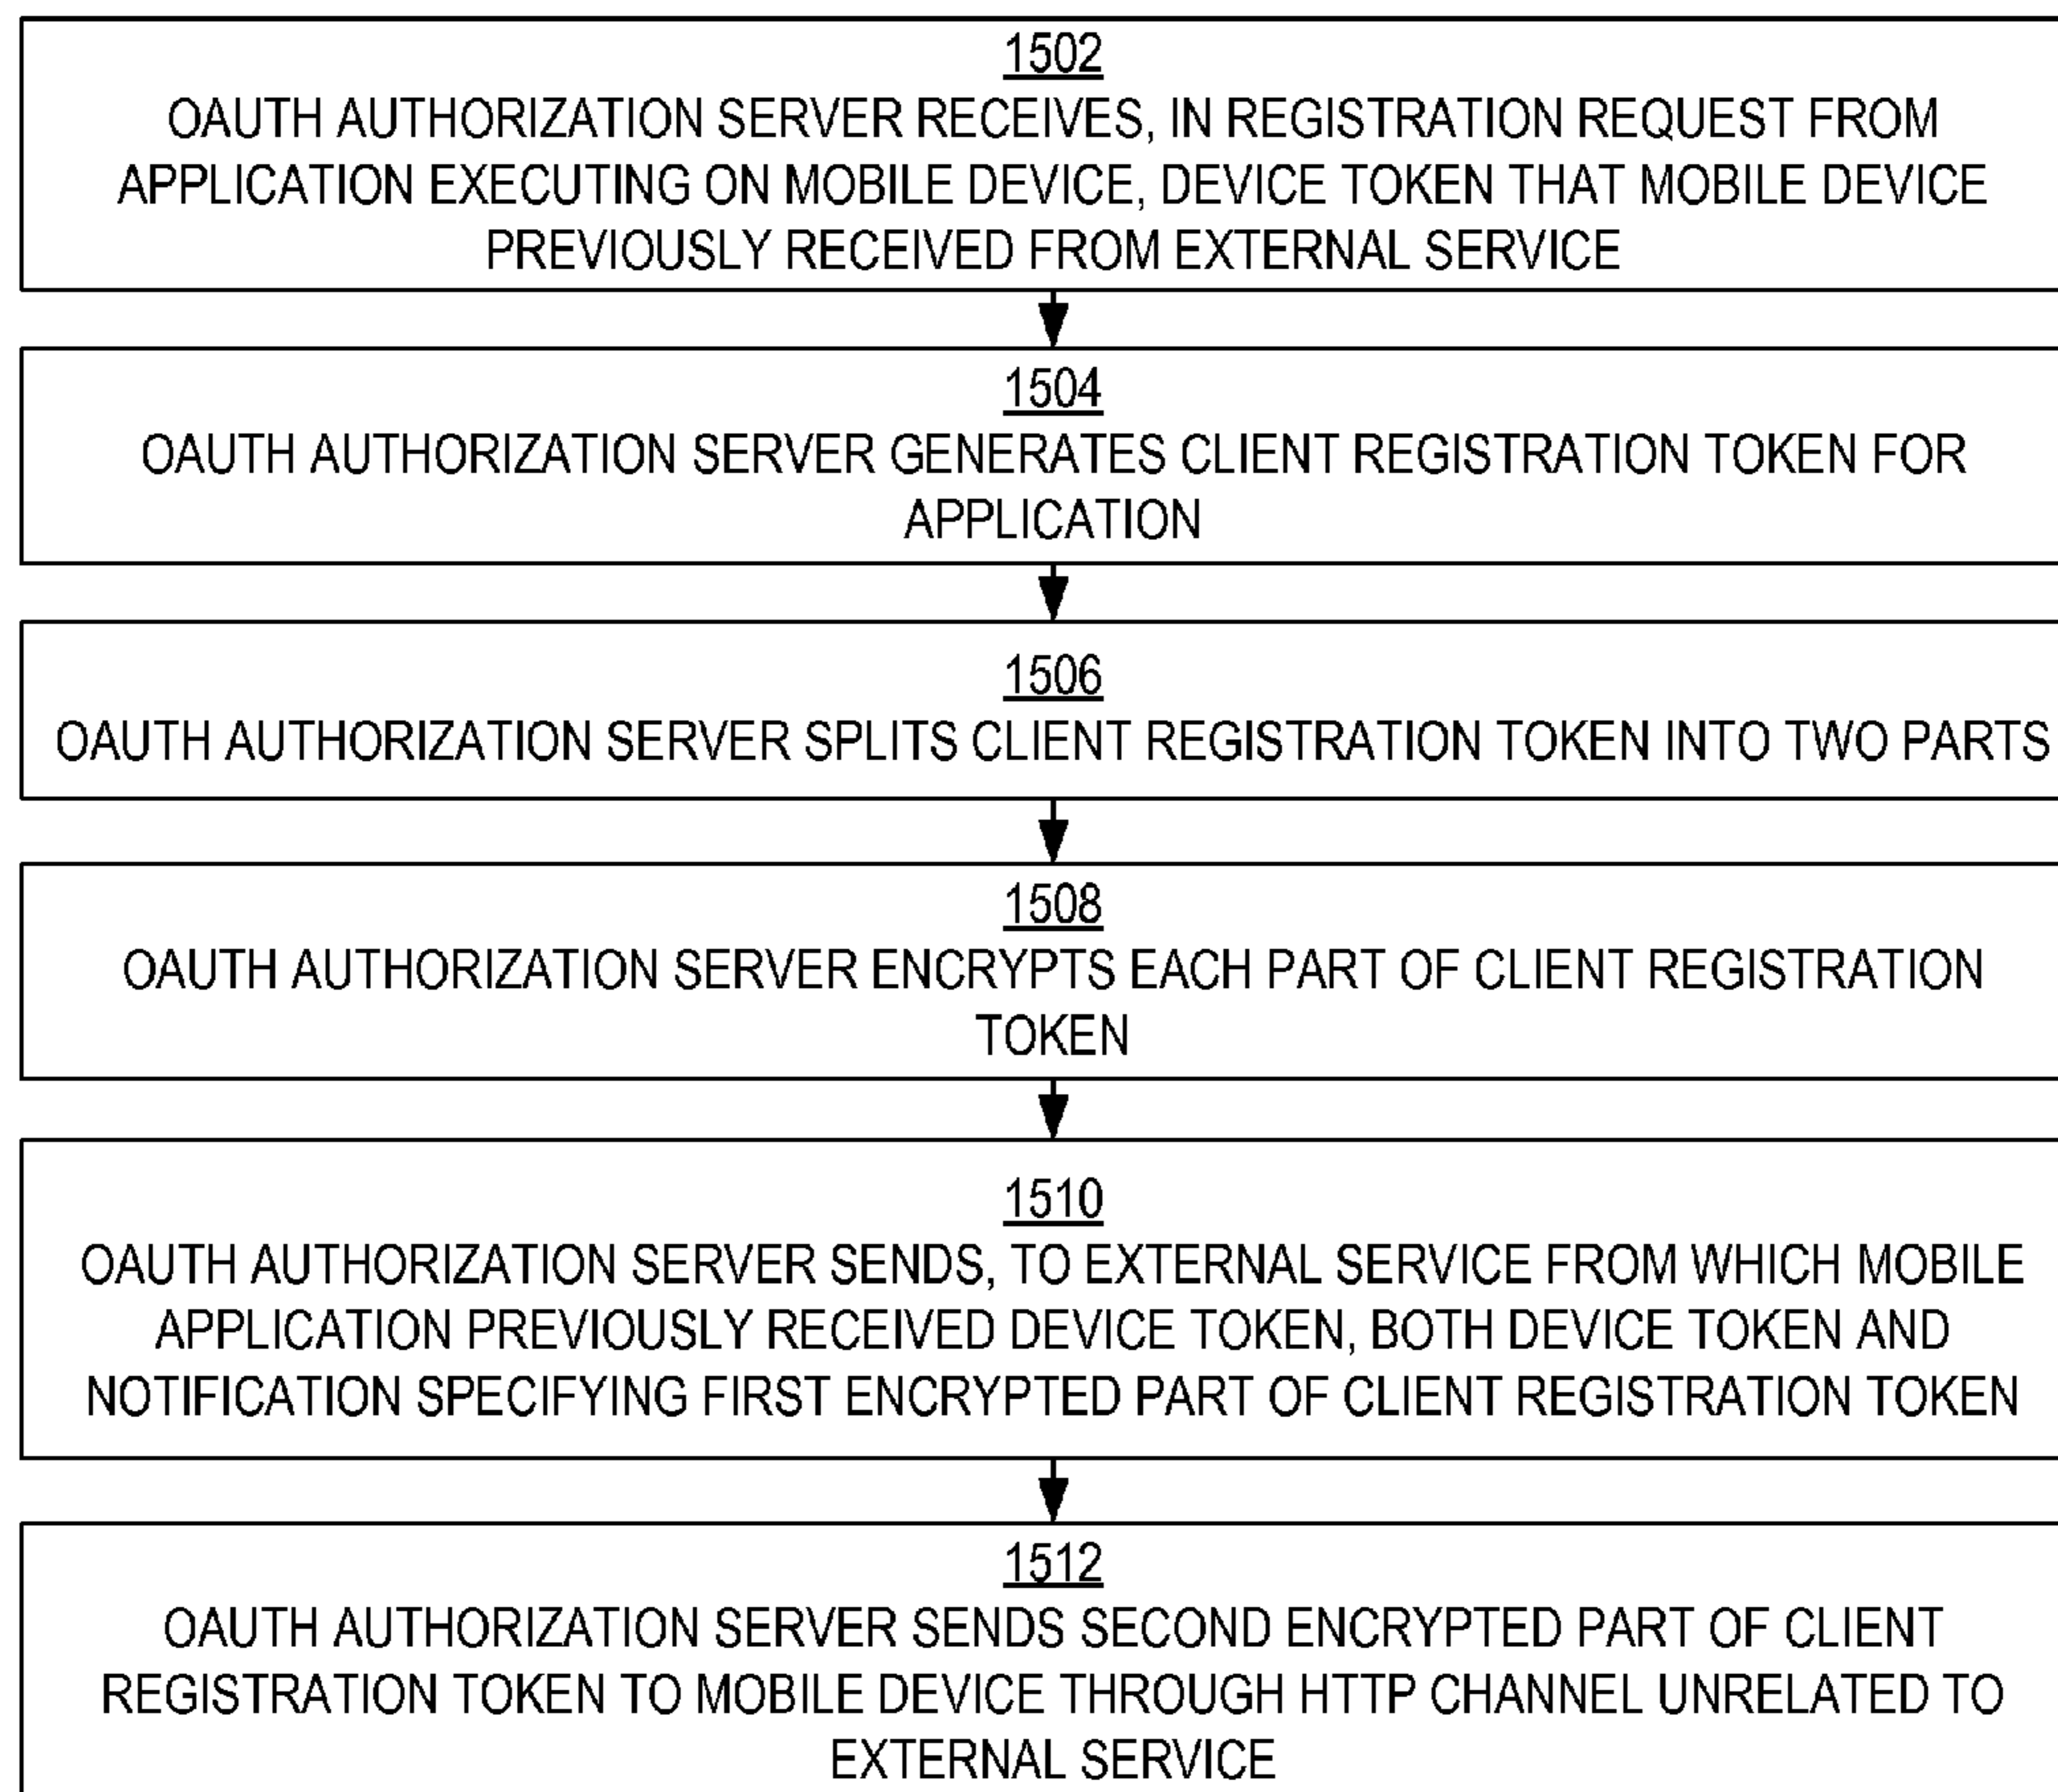 1502
OAUTH AUTHORIZATION SERVER RECEIVES, IN REGISTRATION REQUEST FROM
APPLICATION EXECUTING ON MOBILE DEVICE, DEVICE TOKEN THAT MOBILE DEVICE
PREVIOUSLY RECEIVED FROM EXTERNAL SERVICE
1504
OAUTH AUTHORIZATION SERVER GENERATES CLIENT REGISTRATION TOKEN FOR
APPLICATION
1506
OAUTH AUTHORIZATION SERVER SPLITS CLIENT REGISTRATION TOKEN INTO TWO PARTS
1508
OAUTH AUTHORIZATION SERVER ENCRYPTS EACH PART OF CLIENT REGISTRATION
TOKEN
1510
OAUTH AUTHORIZATION SERVER SENDS, TO EXTERNAL SERVICE FROM WHICH MOBILE
APPLICATION PREVIOUSLY RECEIVED DEVICE TOKEN, BOTH DEVICE TOKEN AND
NOTIFICATION SPECIFYING FIRST ENCRYPTED PART OF CLIENT REGISTRATION TOKEN
1512
OAUTH AUTHORIZATION SERVER SENDS SECOND ENCRYPTED PART OF CLIENT
REGISTRATION TOKEN TO MOBILE DEVICE THROUGH HTTP CHANNEL UNRELATED TO
EXTERNAL SERVICE